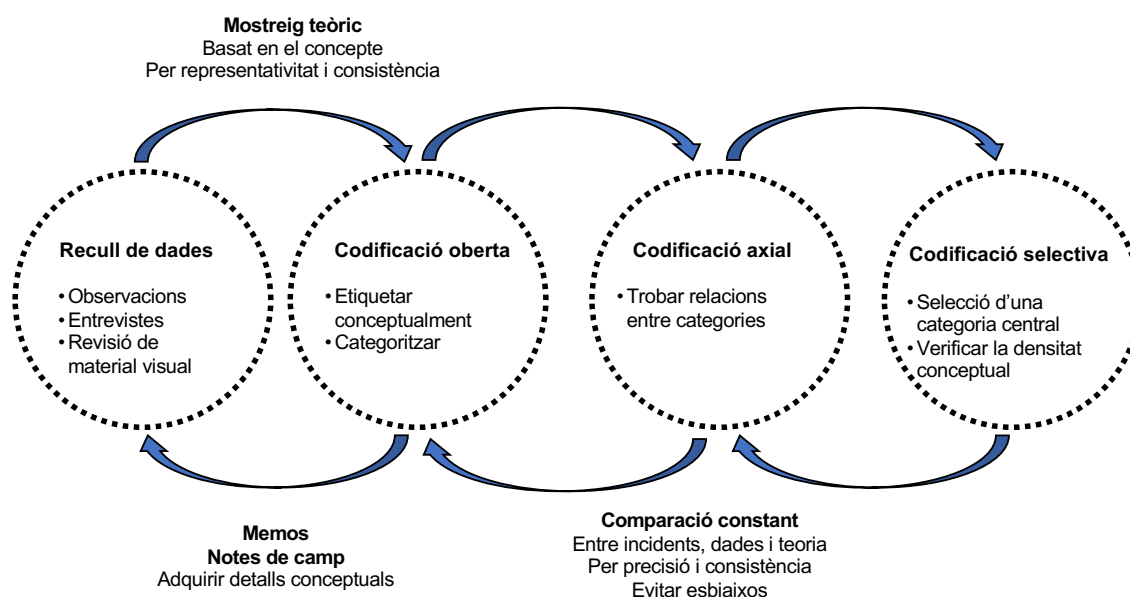 Mostreig teòric
Basat en el concepte
Per representativitat i consistència
Recull de dades
• Observacions
• Entrevistes
• Revisió de
material visual
Codificació oberta
• Etiquetar
conceptualment
• Categoritzar
Codificació axial
• Trobar relacions
entre categories
Codificació selectiva
• Selecció d’una
categoria central
• Verificar la densitat
conceptual
Memos
Notes de camp
Adquirir detalls conceptuals
Comparació constant
Entre incidents, dades i teoria
Per precisió i consistència
Evitar esbiaixos